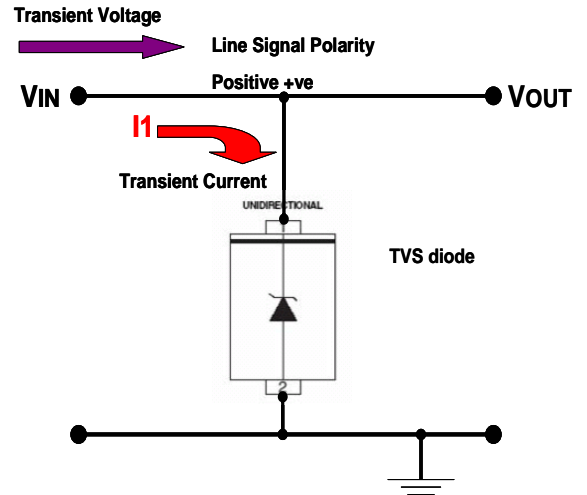 Transient Voltage
Line Signal Polarity
Positive +ve
VIN
VOUT
I1
Transient Current
UNIDIRECTIONAL
TVS diode
2